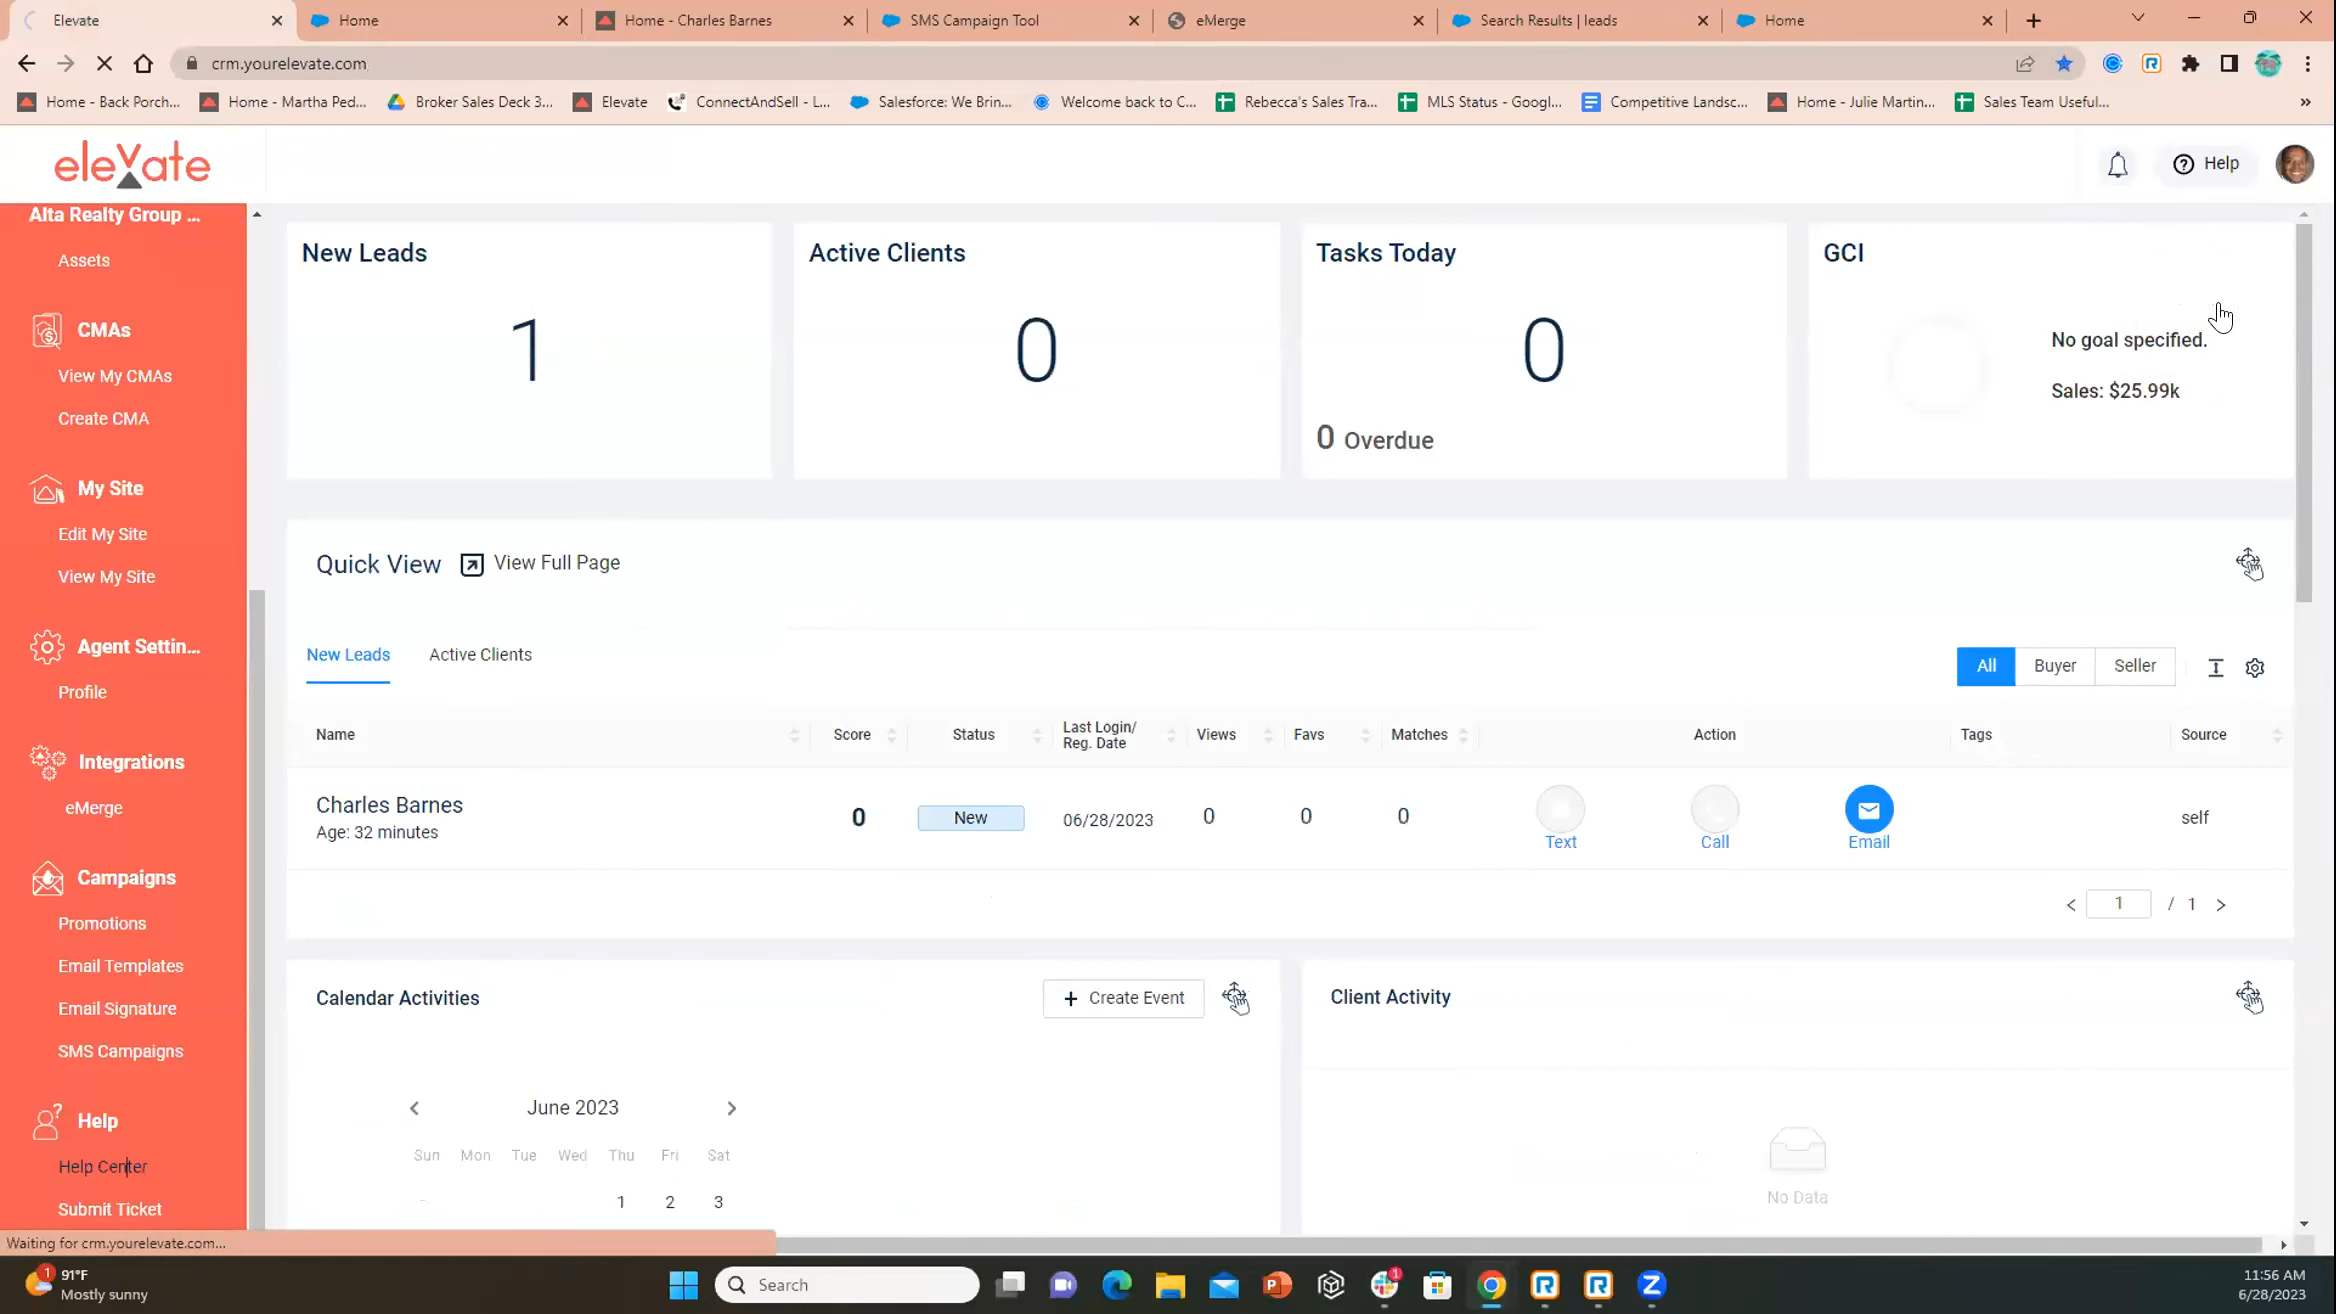 Elevate
Home
Home - Charles Barnes
SMS Campaign Tool
eMerge
Search Results | leads
Home
crm.yourelevate.com
Home - Back Porch...
Home - Martha Ped...
Broker Sales Deck 3...
Elevate
ConnectAndSell - L...
Salesforce: We Brin...
Welcome back to C...
Rebecca's Sales Tra...
MLS Status - Googl...
Competitive Landsc...
Home - Julie Martin...
Sales Team Useful...
»
elevate
Help
Alta Realty Group ...
Assets
CMAs
View My CMAs
Create CMA
My Site
Edit My Site
View My Site
Agent Settin...
Profile
Integrations
eMerge
Campaigns
Promotions
Email Templates
Email Signature
SMS Campaigns
Help
Help Center
Submit Ticket
New Leads
1
Active Clients
0
Tasks Today
0
0 Overdue
GCI
No goal specified.
Sales: $25.99k
Quick View
View Full Page
New Leads
Active Clients
All
Buyer
Seller
Name
Score
Status
Last Login/
Reg. Date
Views
Favs
Matches
Action
Tags
Source
Charles Barnes
Age: 32 minutes
0
New
06/28/2023
0
0
0
Text
Call
Email
self
< 1 / 1 >
Calendar Activities
+ Create Event
June 2023
Sun Mon Tue Wed Thu Fri Sat
1 2 3
Client Activity
No Data
Waiting for crm.yourelevate.com...
1
91°F
Mostly sunny
Search
1
11:56 AM
6/28/2023